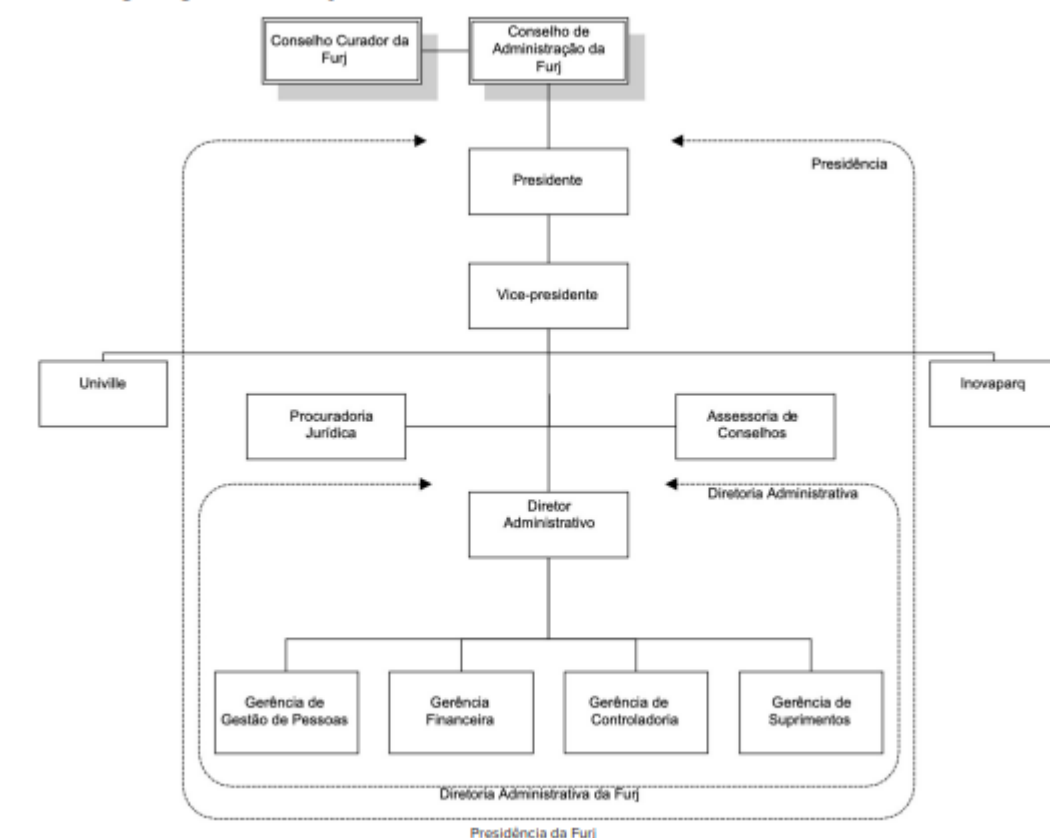 Conselho Curador da
Furj
Conselho de
Administração da
Furj
Presidência
Presidente
Vice-presidente
Univille
Inovaparq
Procuradoria
Jurídica
Assessoria de
Conselhos
Diretoria Administrativa
Diretor
Administrativo
Gerência de
Gestão de Pessoas
Gerência
Financeira
Gerência de
Controladoria
Gerência de
Suprimentos
Diretoria Administrativa da Furj
Presidência da Furj